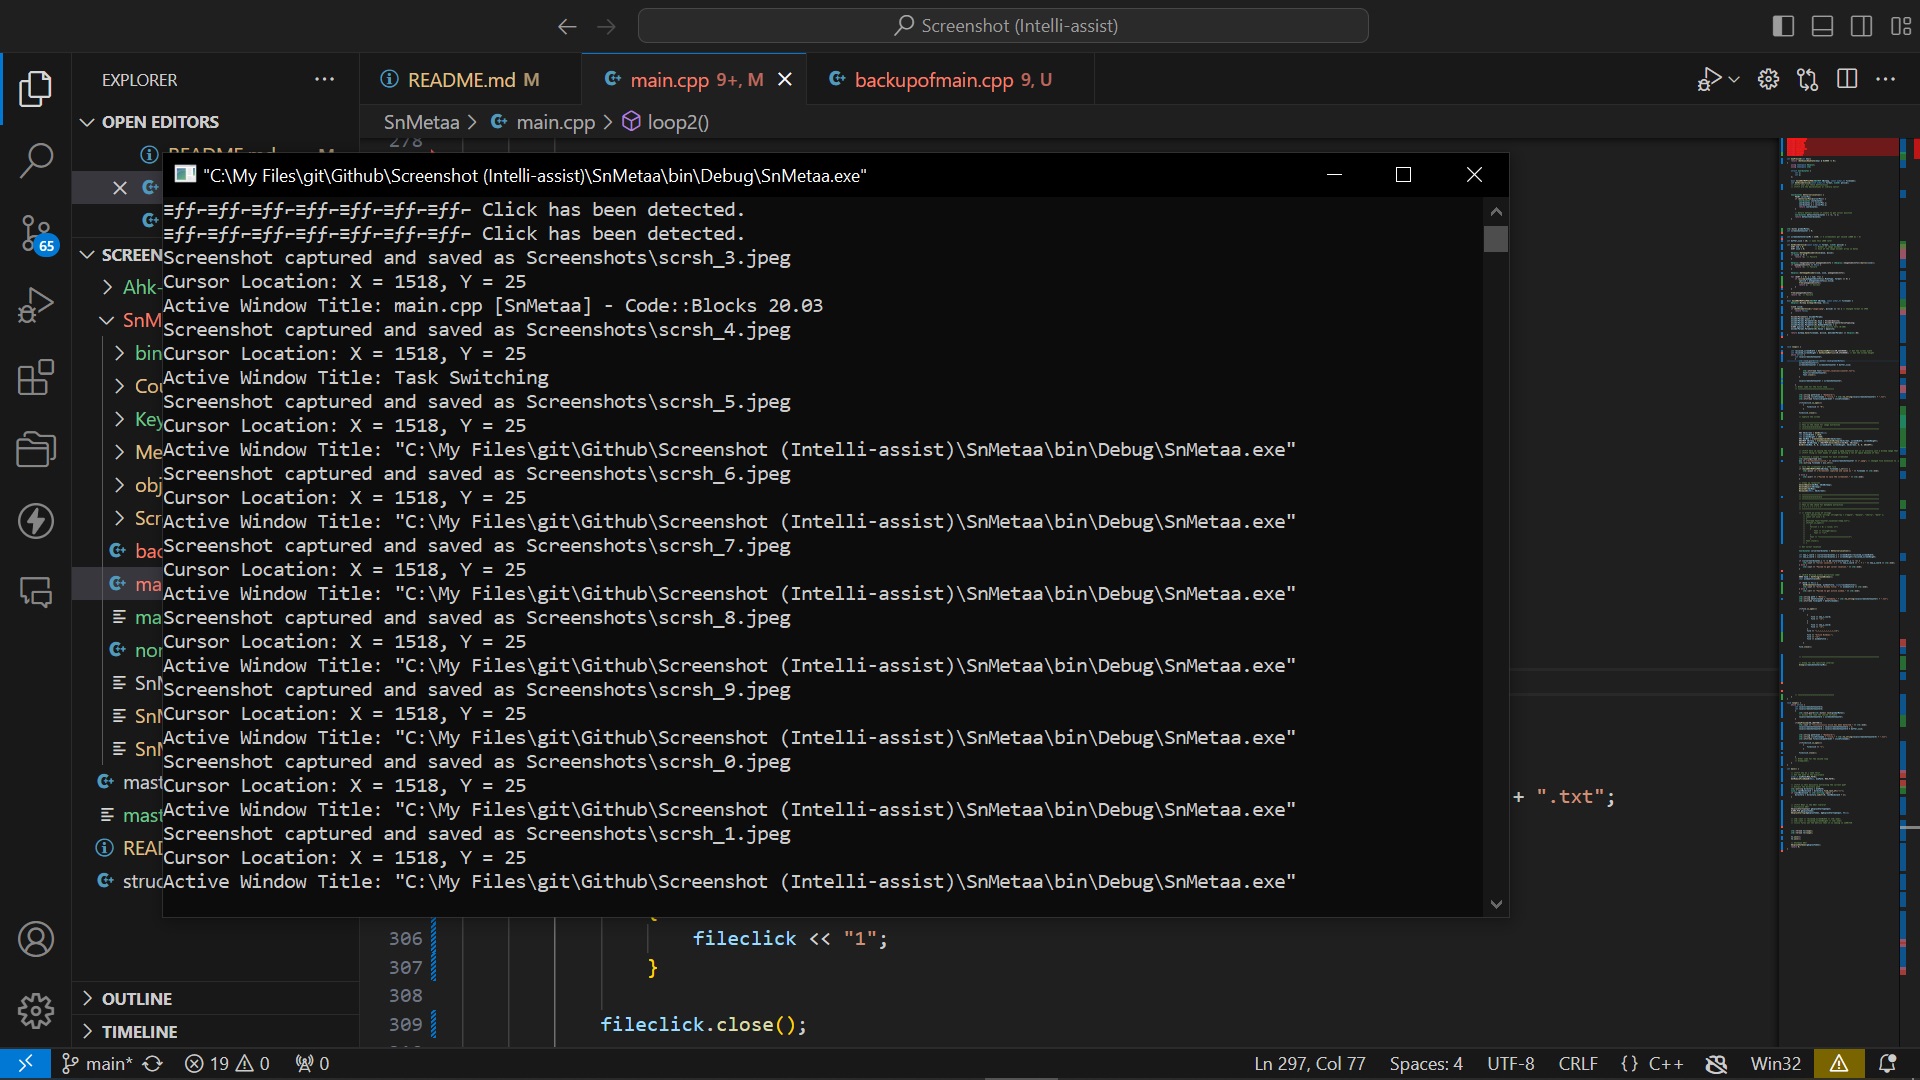 Screenshot (Intelli-assist)
EXPLORER
README.md M
main.cpp 9+, M
backupofmain.cpp 9, U
OPEN EDITORS
SnMetaa > main.cpp > loop2()
278
"C:\My Files\git\Github\Screenshot (Intelli-assist)\SnMetaa\bin\Debug\SnMetaa.exe"
≡ƒƒ⌐≡ƒƒ⌐≡ƒƒ⌐≡ƒƒ⌐≡ƒƒ⌐≡ƒƒ⌐≡ƒƒ⌐ Click has been detected.
≡ƒƒ⌐≡ƒƒ⌐≡ƒƒ⌐≡ƒƒ⌐≡ƒƒ⌐≡ƒƒ⌐≡ƒƒ⌐ Click has been detected.
Screenshot captured and saved as Screenshots\scrsh_3.jpeg
Cursor Location: X = 1518, Y = 25
Active Window Title: main.cpp [SnMetaa] - Code::Blocks 20.03
Screenshot captured and saved as Screenshots\scrsh_4.jpeg
Cursor Location: X = 1518, Y = 25
Active Window Title: Task Switching
Screenshot captured and saved as Screenshots\scrsh_5.jpeg
Cursor Location: X = 1518, Y = 25
Active Window Title: "C:\My Files\git\Github\Screenshot (Intelli-assist)\SnMetaa\bin\Debug\SnMetaa.exe"
Screenshot captured and saved as Screenshots\scrsh_6.jpeg
Cursor Location: X = 1518, Y = 25
Active Window Title: "C:\My Files\git\Github\Screenshot (Intelli-assist)\SnMetaa\bin\Debug\SnMetaa.exe"
Screenshot captured and saved as Screenshots\scrsh_7.jpeg
Cursor Location: X = 1518, Y = 25
Active Window Title: "C:\My Files\git\Github\Screenshot (Intelli-assist)\SnMetaa\bin\Debug\SnMetaa.exe"
Screenshot captured and saved as Screenshots\scrsh_8.jpeg
Cursor Location: X = 1518, Y = 25
Active Window Title: "C:\My Files\git\Github\Screenshot (Intelli-assist)\SnMetaa\bin\Debug\SnMetaa.exe"
Screenshot captured and saved as Screenshots\scrsh_9.jpeg
Cursor Location: X = 1518, Y = 25
Active Window Title: "C:\My Files\git\Github\Screenshot (Intelli-assist)\SnMetaa\bin\Debug\SnMetaa.exe"
Screenshot captured and saved as Screenshots\scrsh_0.jpeg
Cursor Location: X = 1518, Y = 25
Active Window Title: "C:\My Files\git\Github\Screenshot (Intelli-assist)\SnMetaa\bin\Debug\SnMetaa.exe"
Screenshot captured and saved as Screenshots\scrsh_1.jpeg
Cursor Location: X = 1518, Y = 25
Active Window Title: "C:\My Files\git\Github\Screenshot (Intelli-assist)\SnMetaa\bin\Debug\SnMetaa.exe"
65
SCREEN
Ahk-
SnM
bin
Cou
Key
Me
obj
Scr
bac
ma
ma
nor
SnM
SnM
SnM
mast
mast
READ
struc
+ ".txt";
306 fileclick << "1";
307 }
308
309 fileclick.close();
OUTLINE
TIMELINE
main* 19 0 0
Ln 297, Col 77 Spaces: 4 UTF-8 CRLF {} C++ Win32